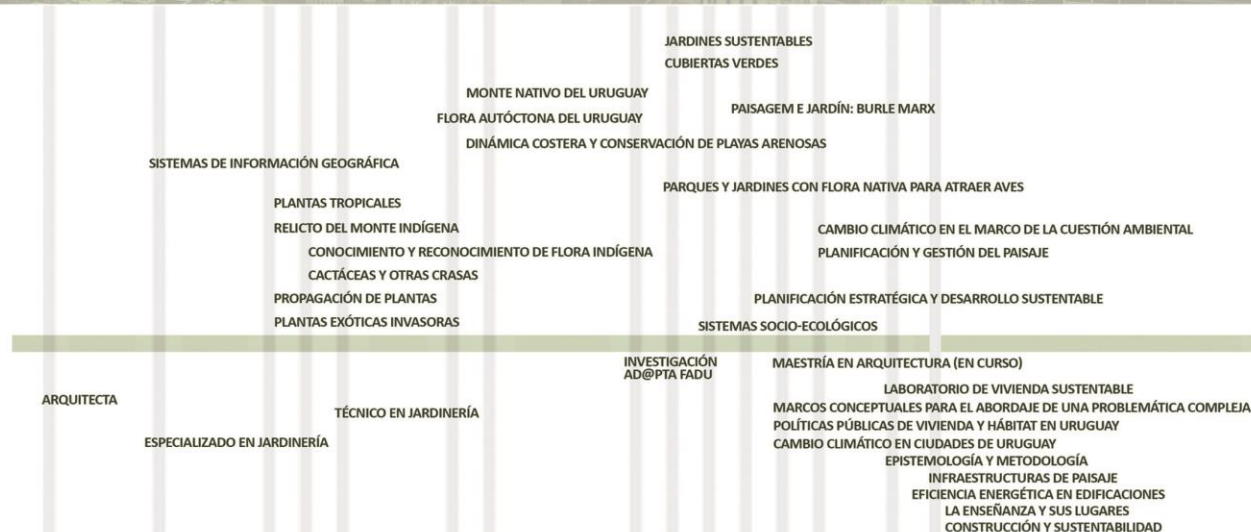 JARDINES SUSTENTABLES
CUBIERTAS VERDES
MONTE NATIVO DEL URUGUAY
PAISAGEM E JARDÍN: BURLE MARX
FLORA AUTÓCTONA DEL URUGUAY
DINÁMICA COSTERA Y CONSERVACIÓN DE PLAYAS ARENOSAS
SISTEMAS DE INFORMACIÓN GEOGRÁFICA
PARQUES Y JARDINES CON FLORA NATIVA PARA ATRAER AVES
PLANTAS TROPICALES
RELICTO DEL MONTE INDÍGENA
CAMBIO CLIMÁTICO EN EL MARCO DE LA CUESTIÓN AMBIENTAL
CONOCIMIENTO Y RECONOCIMIENTO DE FLORA INDÍGENA
PLANIFICACIÓN Y GESTIÓN DEL PAISAJE
CACTÁCEAS Y OTRAS CRASAS
PROPAGACIÓN DE PLANTAS
PLANIFICACIÓN ESTRATÉGICA Y DESARROLLO SUSTENTABLE
PLANTAS EXÓTICAS INVASORAS
SISTEMAS SOCIO-ECOLÓGICOS
INVESTIGACIÓN
AD@PTA FADU
MAESTRÍA EN ARQUITECTURA (EN CURSO)
LABORATORIO DE VIVIENDA SUSTENTABLE
ARQUITECTA
MARCOS CONCEPTUALES PARA EL ABORDAJE DE UNA PROBLEMÁTICA COMPLEJA
TÉCNICO EN JARDINERÍA
POLÍTICAS PÚBLICAS DE VIVIENDA Y HÁBITAT EN URUGUAY
ESPECIALIZADO EN JARDINERÍA
CAMBIO CLIMÁTICO EN CIUDADES DE URUGUAY
EPISTEMOLOGÍA Y METODOLOGÍA
INFRAESTRUCTURAS DE PAISAJE
EFICIENCIA ENERGÉTICA EN EDIFICACIONES
LA ENSEÑANZA Y SUS LUGARES
CONSTRUCCIÓN Y SUSTENTABILIDAD